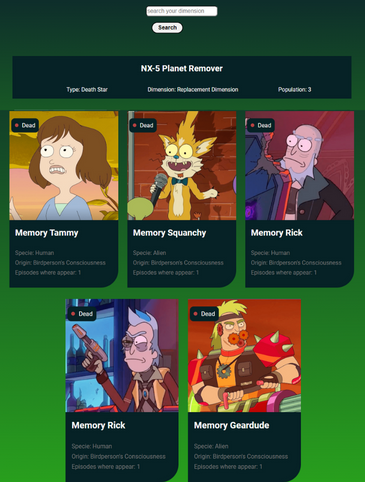 search your dimension
Search
NX-5 Planet Remover
Type: Death Star Dimension: Replacement Dimension Population: 3
Dead Dead Dead
Memory Tammy Memory Squanchy Memory Rick
Specie: Human Specie: Alien Specie: Human
Origin: Birdperson's Consciousness Origin: Birdperson's Consciousness Origin: Birdperson's Consciousness
Episodes where appear: 1 Episodes where appear: 1 Episodes where appear: 1
Dead Dead
Memory Rick Memory Geardude
Specie: Human Specie: Alien
Origin: Birdperson's Consciousness Origin: Birdperson's Consciousness
Episodes where appear: 1 Episodes where appear: 1